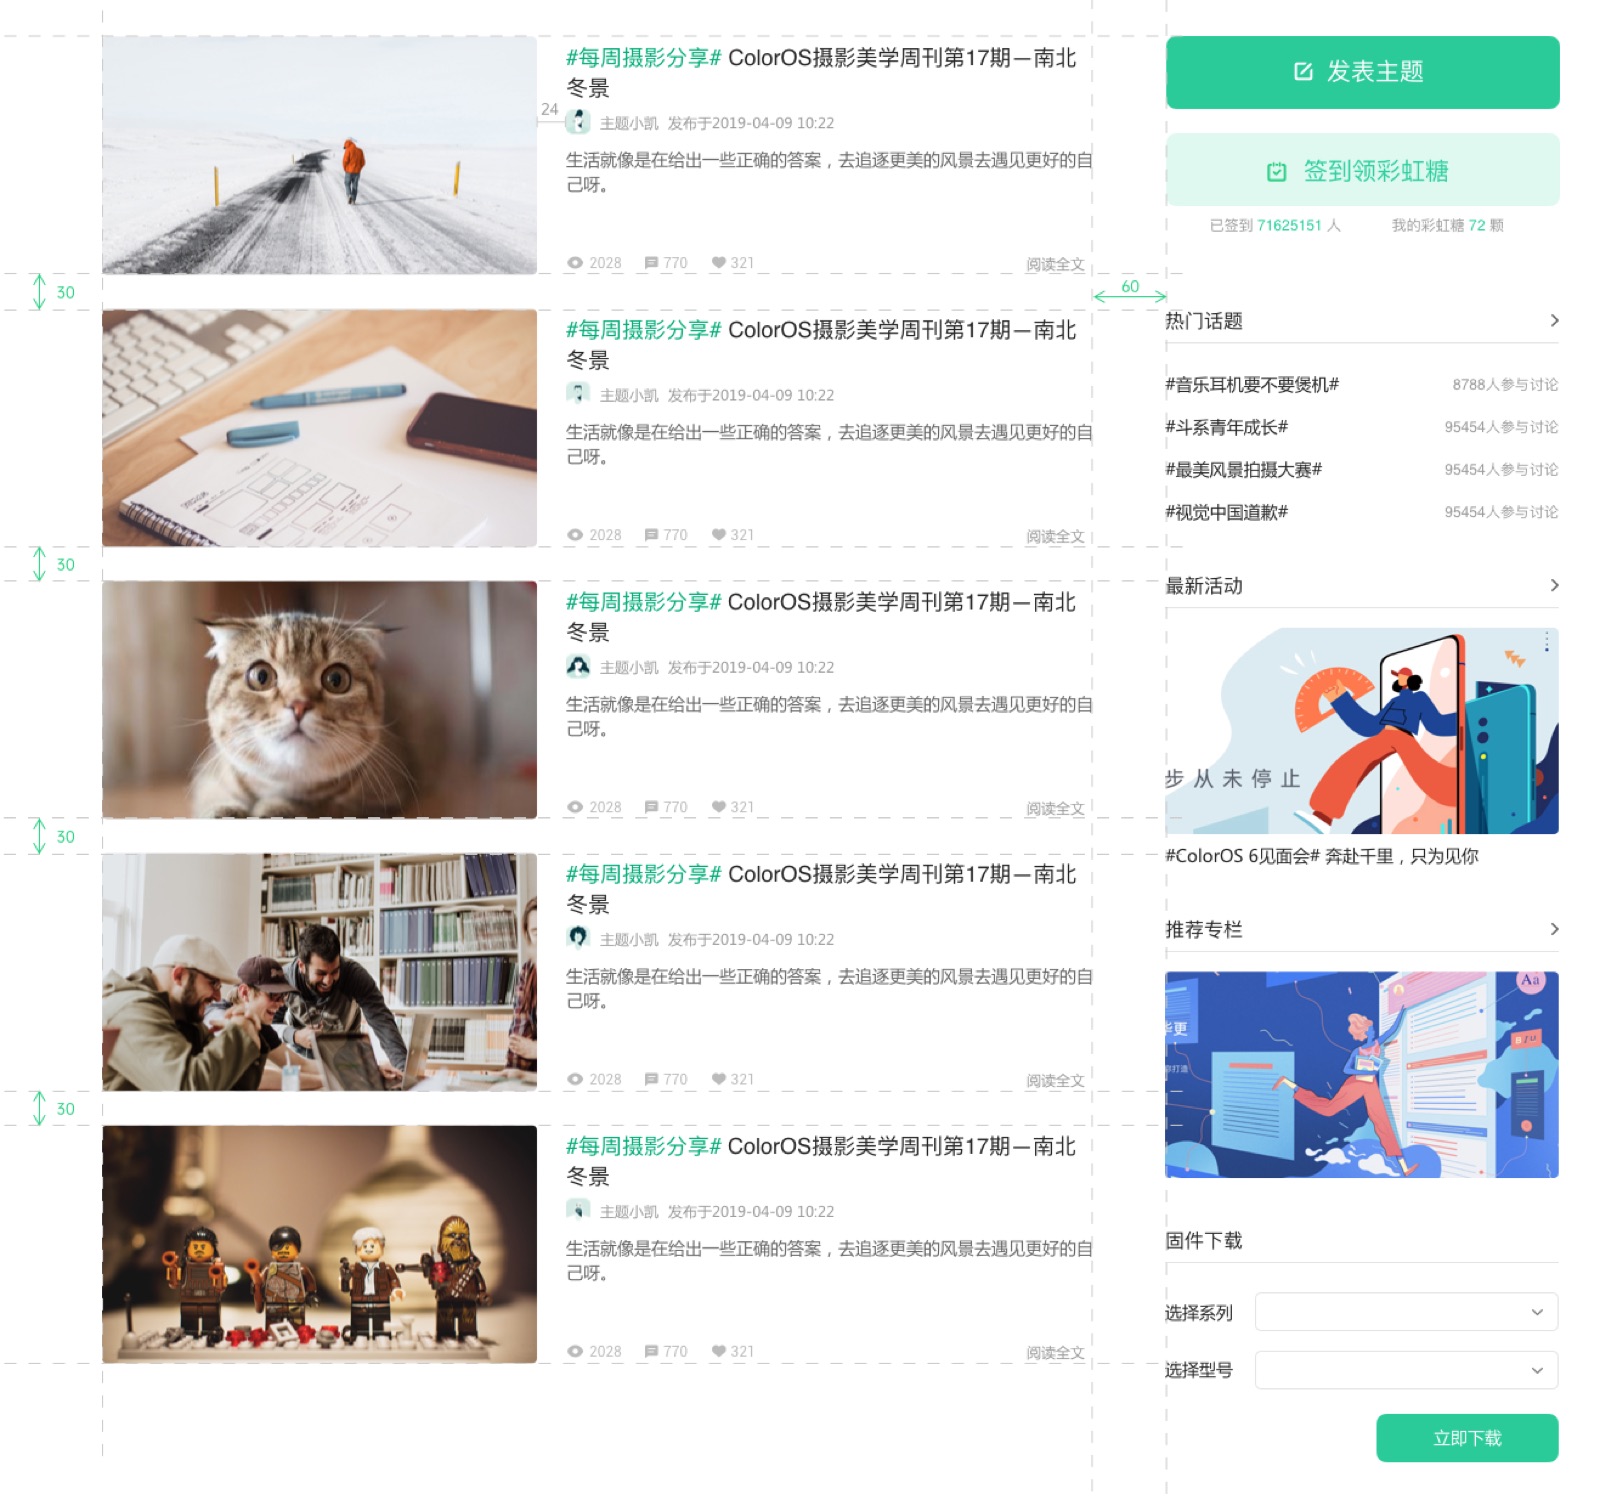 #每周摄影分享# ColorOS摄影美学周刊第17期—南北
冬景
24
主题小凯 发布于2019-04-09 10:22
生活就像是在给出一些正确的答案，去追逐更美的风景去遇见更好的自
己呀。
2028 770 321 阅读全文
30
#每周摄影分享# ColorOS摄影美学周刊第17期—南北
冬景
主题小凯 发布于2019-04-09 10:22
生活就像是在给出一些正确的答案，去追逐更美的风景去遇见更好的自
己呀。
2028 770 321 阅读全文
30
#每周摄影分享# ColorOS摄影美学周刊第17期—南北
冬景
主题小凯 发布于2019-04-09 10:22
生活就像是在给出一些正确的答案，去追逐更美的风景去遇见更好的自
己呀。
2028 770 321 阅读全文
30
#每周摄影分享# ColorOS摄影美学周刊第17期—南北
冬景
主题小凯 发布于2019-04-09 10:22
生活就像是在给出一些正确的答案，去追逐更美的风景去遇见更好的自
己呀。
2028 770 321 阅读全文
30
#每周摄影分享# ColorOS摄影美学周刊第17期—南北
冬景
主题小凯 发布于2019-04-09 10:22
生活就像是在给出一些正确的答案，去追逐更美的风景去遇见更好的自
己呀。
2028 770 321 阅读全文
60
发表主题
签到领彩虹糖
已签到 71625151 人 我的彩虹糖 72 颗
热门话题
#音乐耳机要不要煲机# 8788人参与讨论
#斗系青年成长# 95454人参与讨论
#最美风景拍摄大赛# 95454人参与讨论
#视觉中国道歉# 95454人参与讨论
最新活动
步从未停止
#ColorOS 6见面会# 奔赴千里，只为见你
推荐专栏
Aa
更
B I U
打造
固件下载
选择系列
选择型号
立即下载